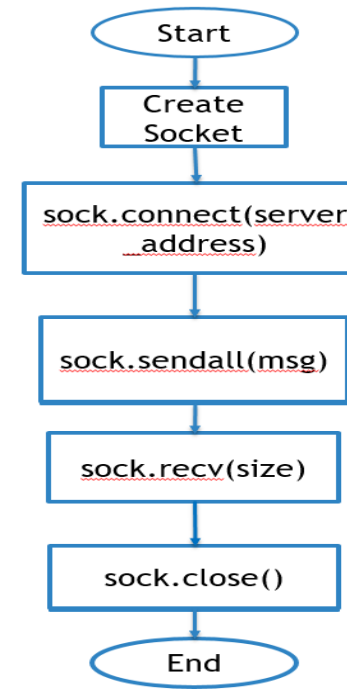 Start
Create
Socket
sock.connect(server
_address)
sock.sendall(msg)
sock.recv(size)
sock.close()
End